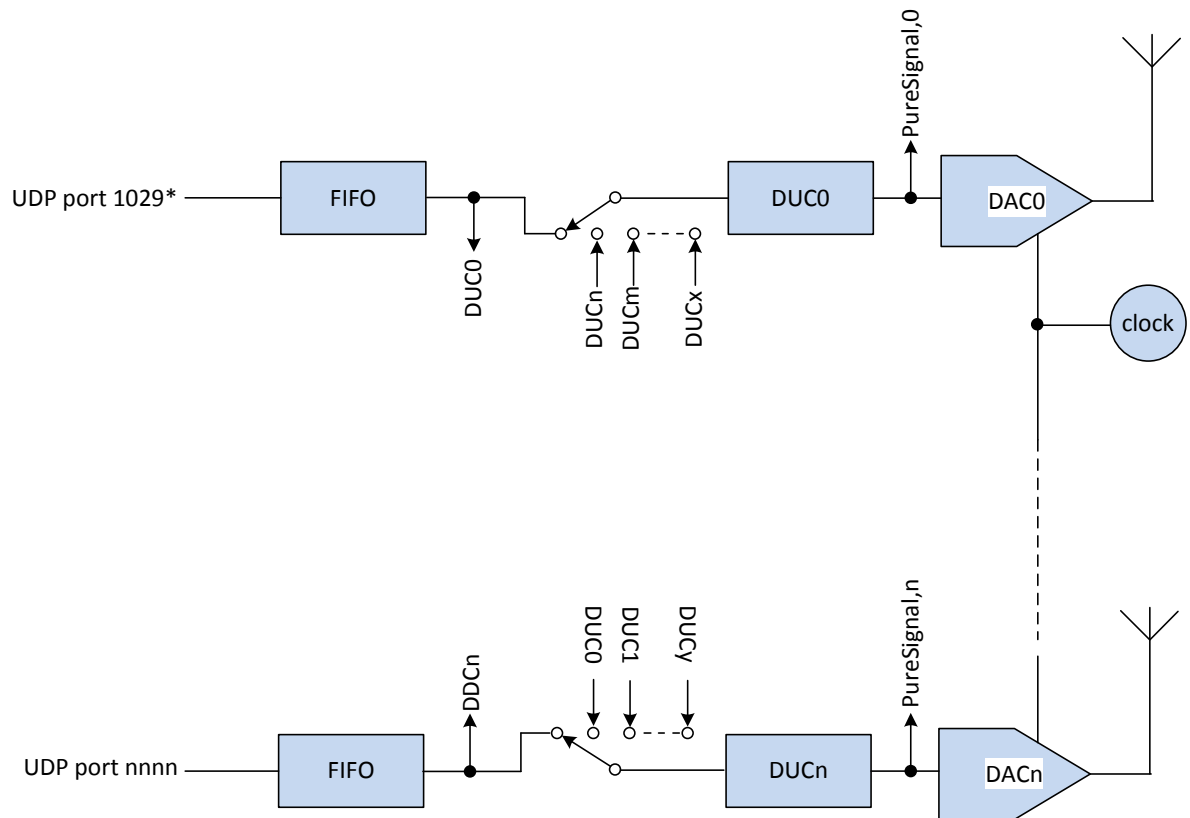 PureSignal,0
UDP port 1029*
FIFO
DUC0
DAC0
DUC0
DUCn
DUCm
DUCx
clock
DUC0
DUC1
DUCy
DDCn
PureSignal,n
UDP port nnnn
FIFO
DUCn
DACn